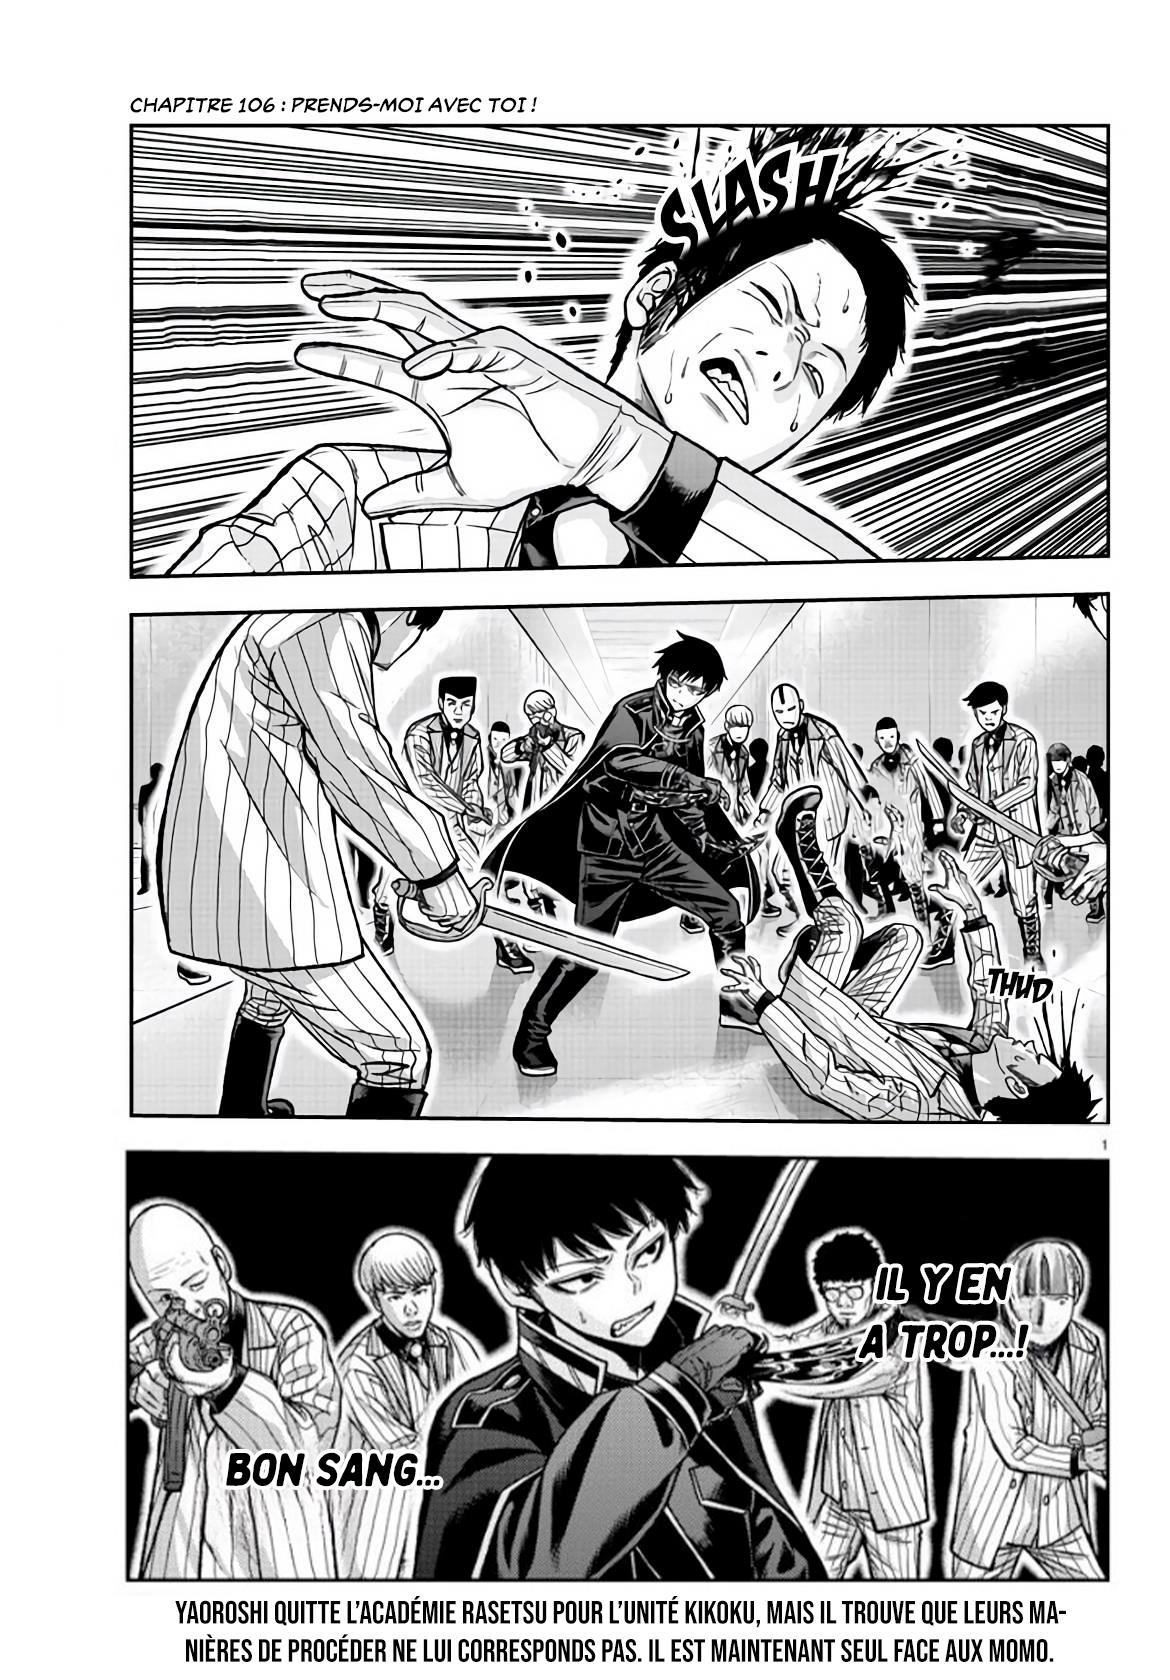 CHAPITRE 106 : PRENDS-MOI AVEC TOI !
SLASH
THUD
1
IL Y EN
A TROP...!
BON SANG...
YAOROSHI QUITTE L'ACADÉMIE RASETSU POUR L'UNITÉ KIKOKU, MAIS IL TROUVE QUE LEURS MA-
NIÈRES DE PROCÉDER NE LUI CORRESPONDS PAS. IL EST MAINTENANT SEUL FACE AUX MOMO.